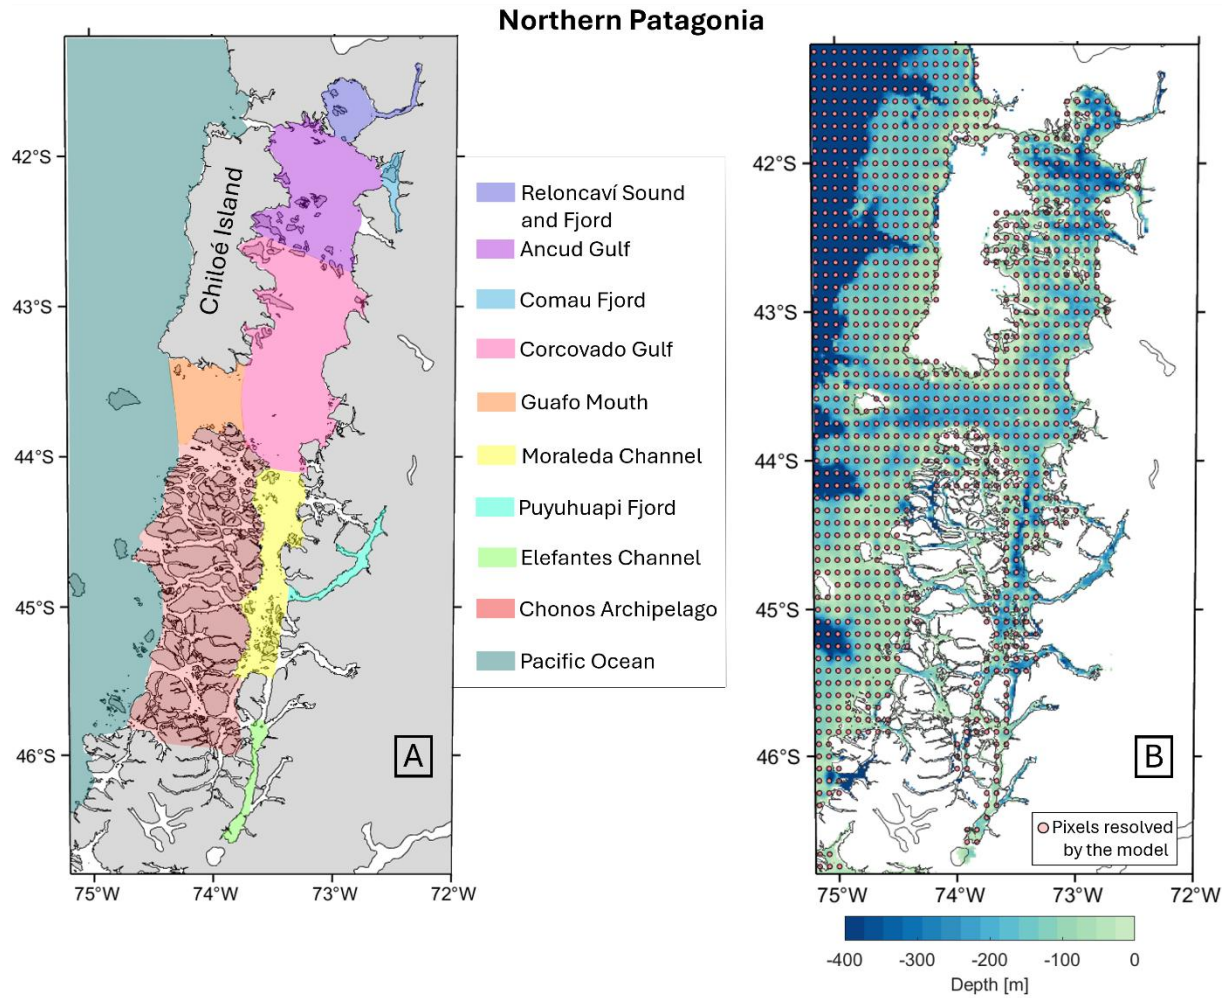 Northern Patagonia
42°S
43°S
44°S
45°S
46°S
75°W
74°W
73°W
72°W
Chiloé Island
A
Reloncaví Sound
and Fjord
Ancud Gulf
Comau Fjord
Corcovado Gulf
Guafo Mouth
Moraleda Channel
Puyuhuapi Fjord
Elefantes Channel
Chonos Archipelago
Pacific Ocean
42°S
43°S
44°S
45°S
46°S
75°W
74°W
73°W
72°W
B
Pixels resolved
by the model
-400
-300
-200
-100
0
Depth [m]